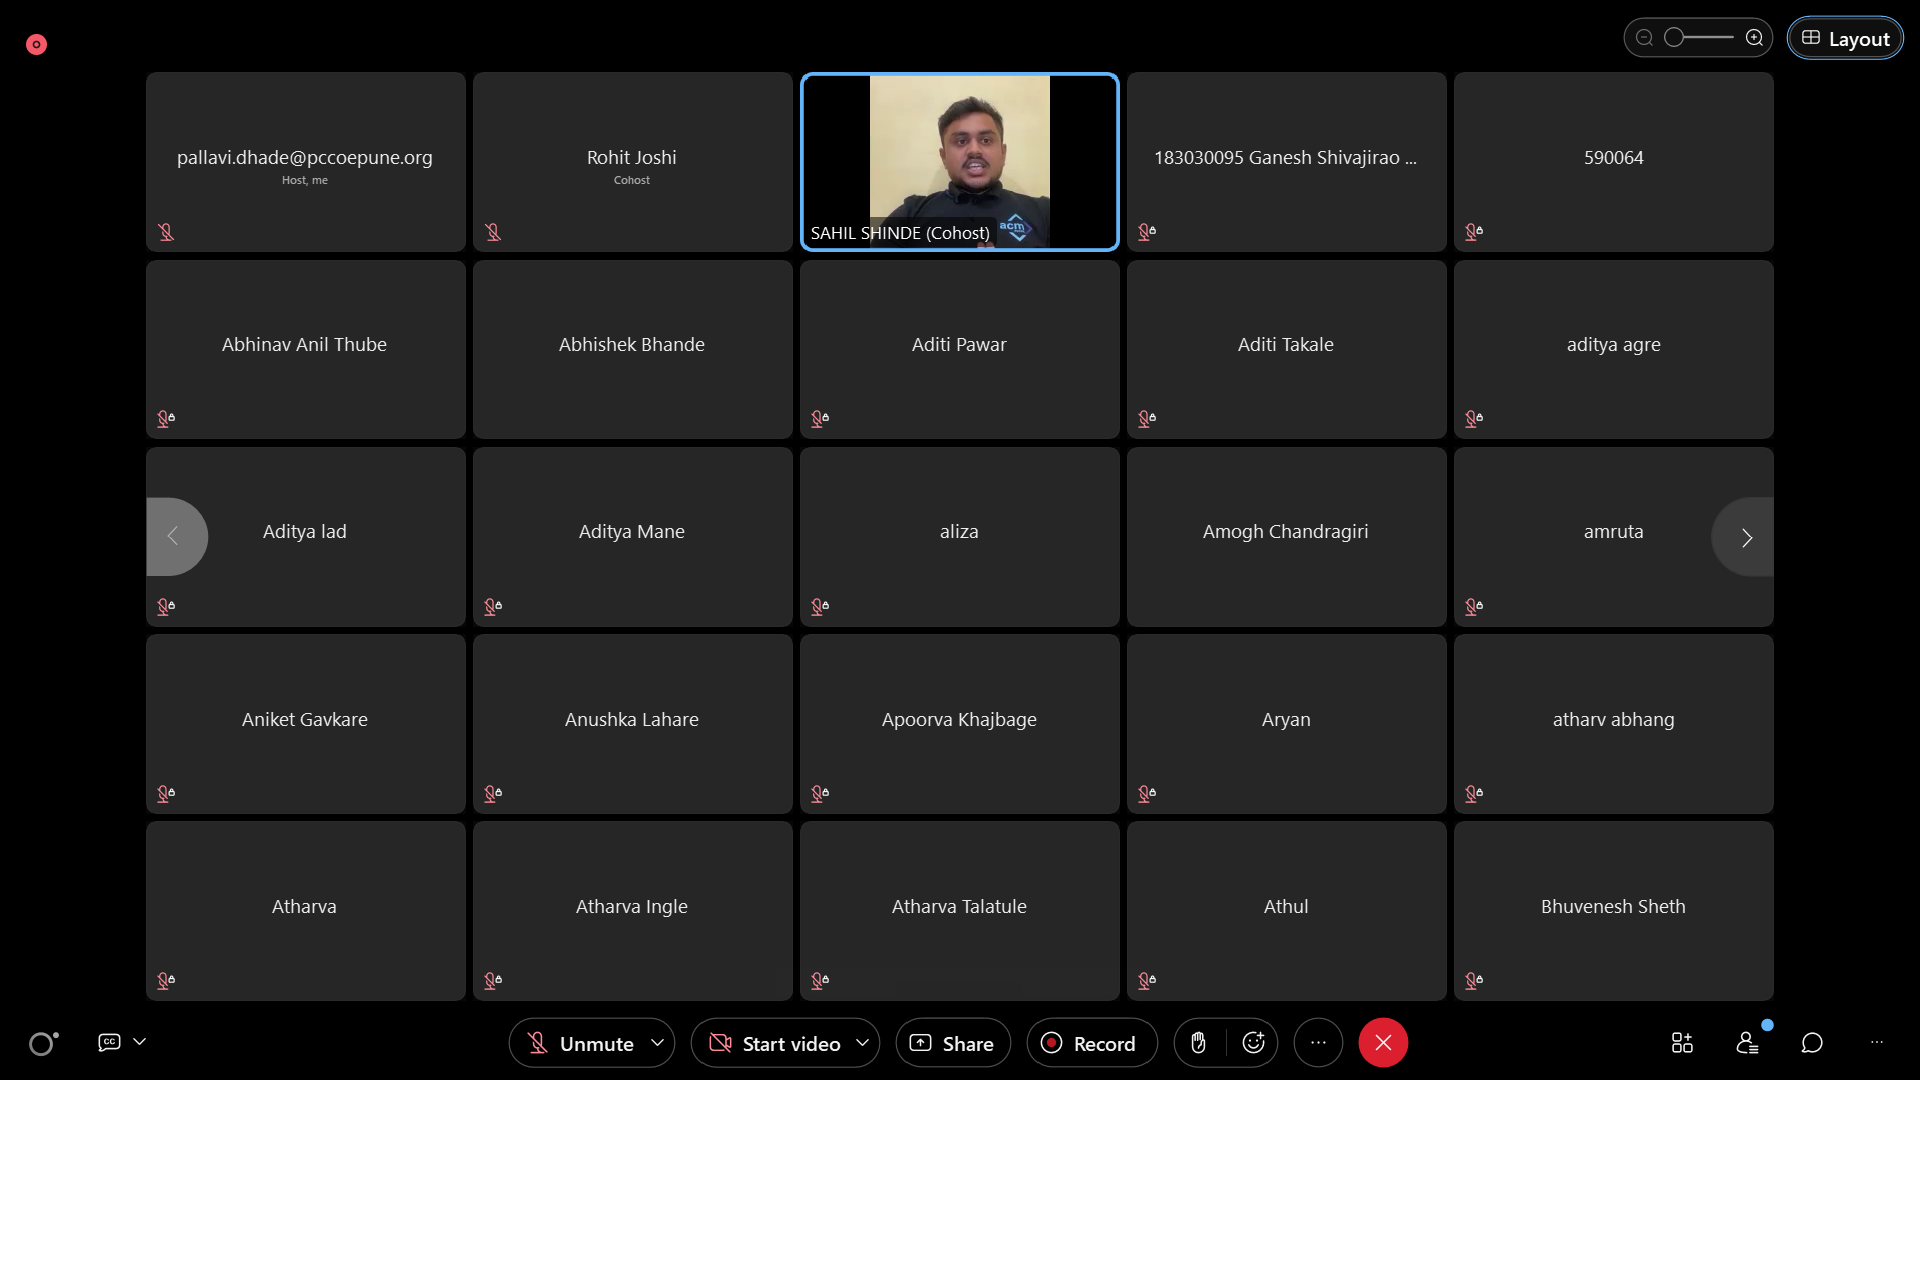 Layout
pallavi.dhade@pccoepune.org
Host, me
Rohit Joshi
Cohost
acm
SAHIL SHINDE (Cohost)
183030095 Ganesh Shivajirao ...
590064
Abhinav Anil Thube
Abhishek Bhande
Aditi Pawar
Aditi Takale
aditya agre
Aditya lad
Aditya Mane
aliza
Amogh Chandragiri
amruta
Aniket Gavkare
Anushka Lahare
Apoorva Khajbage
Aryan
atharv abhang
Atharva
Atharva Ingle
Atharva Talatule
Athul
Bhuvenesh Sheth
CC
Unmute
Start video
Share
Record